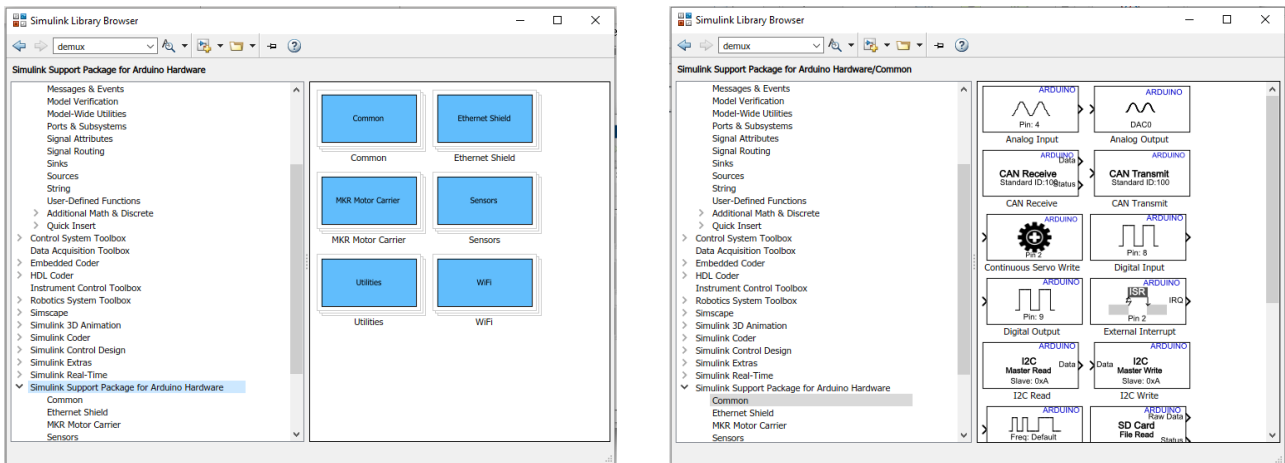 Simulink Library Browser
demux
Simulink Support Package for Arduino Hardware
Messages & Events
Model Verification
Model-Wide Utilities
Ports & Subsystems
Signal Attributes
Signal Routing
Sinks
Sources
String
User-Defined Functions
Additional Math & Discrete
Quick Insert
Control System Toolbox
Data Acquisition Toolbox
Embedded Coder
HDL Coder
Instrument Control Toolbox
Robotics System Toolbox
Simscape
Simulink 3D Animation
Simulink Coder
Simulink Control Design
Simulink Extras
Simulink Real-Time
Simulink Support Package for Arduino Hardware
Common
Ethernet Shield
MKR Motor Carrier
Sensors
Common
Ethernet Shield
Common
Ethernet Shield
MKR Motor Carrier
Sensors
MKR Motor Carrier
Sensors
Utilities
WiFi
Utilities
WiFi
Simulink Library Browser
demux
Simulink Support Package for Arduino Hardware/Common
Messages & Events
Model Verification
Model-Wide Utilities
Ports & Subsystems
Signal Attributes
Signal Routing
Sinks
Sources
String
User-Defined Functions
Additional Math & Discrete
Quick Insert
Control System Toolbox
Data Acquisition Toolbox
Embedded Coder
HDL Coder
Instrument Control Toolbox
Robotics System Toolbox
Simscape
Simulink 3D Animation
Simulink Coder
Simulink Control Design
Simulink Extras
Simulink Real-Time
Simulink Support Package for Arduino Hardware
Common
Ethernet Shield
MKR Motor Carrier
Sensors
ARDUINO
Pin: 4
Analog Input
ARDUINO
DAC0
Analog Output
ARDUINO
Data
CAN Receive
Standard ID:100
Status
CAN Receive
ARDUINO
CAN Transmit
Standard ID:100
CAN Transmit
ARDUINO
Pin 2
Continuous Servo Write
ARDUINO
Pin: 8
Digital Input
ARDUINO
Pin: 9
Digital Output
ARDUINO
ISR
IRQ
Pin 2
External Interrupt
ARDUINO
I2C
Master Read
Data
Slave: 0xA
I2C Read
ARDUINO
Data
I2C
Master Write
Slave: 0xA
I2C Write
ARDUINO
Freq: Default
ARDUINO
Raw Data
SD Card
File Read
Status